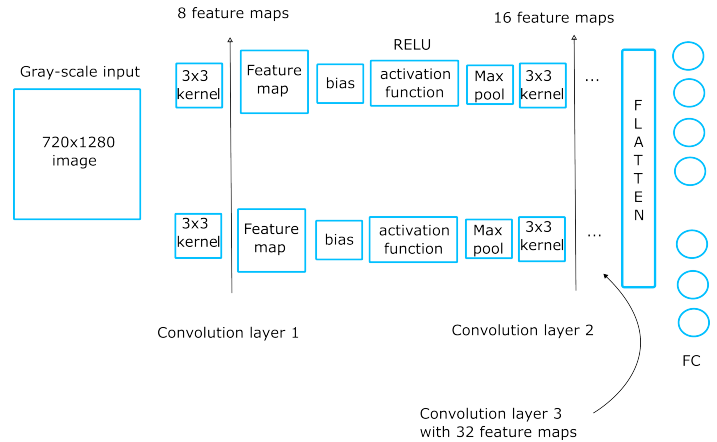 8 feature maps
16 feature maps
RELU
Gray-scale input
3x3
kernel
Feature
map
bias
activation
function
Max
pool
3x3
kernel
...
720x1280
image
F
L
A
T
T
E
N
3x3
kernel
Feature
map
bias
activation
function
Max
pool
3x3
kernel
...
Convolution layer 1
Convolution layer 2
FC
Convolution layer 3
with 32 feature maps